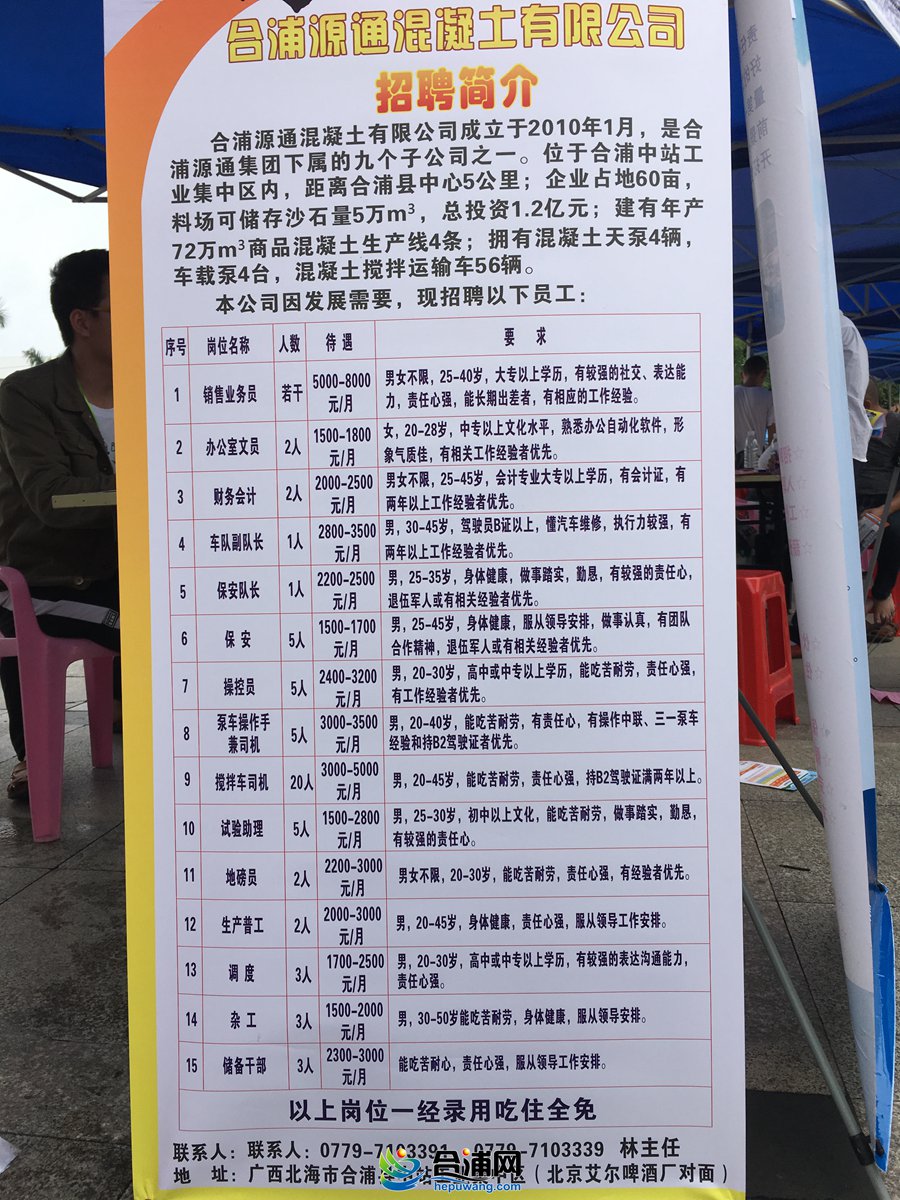 合浦源通混凝土有限公司
招聘简介
合浦源通混凝土有限公司成立于2010年1月，是合
浦源通集团下属的九个子公司之一。位于合浦中站工
业集中区内，距离合浦县中心5公里；企业占地60亩，
料场可储存沙石量5万m³，总投资1.2亿元；建有年产
72万m³商品混凝土生产线4条；拥有混凝土天泵4辆，
车载泵4台，混凝土搅拌运输车56辆。
本公司因发展需要，现招聘以下员工：
序号 岗位名称 人数 待 遇 要 求
1 销售业务员 若干 5000-8000元/月 男女不限，25-40岁，大专以上学历，有较强的社交、表达能
力，责任心强，能长期出差者，有相应的工作经验。
2 办公室文员 2人 1500-1800元/月 女，20-28岁，中专以上文化水平，熟悉办公自动化软件，形
象气质佳，有相关工作经验者优先。
3 财务会计 2人 2000-2500元/月 男女不限，25-45岁，会计专业大专以上学历，有会计证，有
两年以上工作经验者优先。
4 车队副队长 1人 2800-3500元/月 男，30-45岁，驾驶员B证以上，懂汽车维修，执行力较强，有
两年以上工作经验者优先。
5 保安队长 1人 2200-2500元/月 男，25-35岁，身体健康，做事踏实，勤恳，有较强的责任心，
退伍军人或有相关经验者优先。
6 保 安 5人 1500-1700元/月 男，25-45岁，身体健康，服从领导安排，做事认真，有团队
合作精神，退伍军人或有相关经验者优先。
7 操控员 5人 2400-3200元/月 男，20-30岁，高中或中专以上学历，能吃苦耐劳，责任心强，
有工作经验者优先。
8 泵车操作手兼司机 5人 3000-3500元/月 男，20-40岁，能吃苦耐劳，有责任心，有操作中联、三一泵车
经验和持B2驾驶证者优先。
9 搅拌车司机 20人 3000-5000元/月 男，20-45岁，能吃苦耐劳，责任心强，持B2驾驶证满两年以上。
10 试验助理 5人 1500-2800元/月 男，25-30岁，初中以上文化，能吃苦耐劳，做事踏实，勤恳，
有较强的责任心。
11 地磅员 2人 2200-3000元/月 男女不限，20-30岁，能吃苦耐劳，责任心强，有经验者优先。
12 生产普工 2人 2000-3000元/月 男，20-45岁，身体健康，责任心强，服从领导工作安排。
13 调 度 3人 1700-2500元/月 男，20-30岁，高中或中专以上学历，有较强的表达沟通能力，
责任心强。
14 杂 工 3人 1500-2000元/月 男，30-50岁能吃苦耐劳，身体健康，服从领导安排。
15 储备干部 3人 2300-3000元/月 能吃苦耐心，责任心强，服从领导工作安排。
以上岗位一经录用吃住全免
联系人：联系人：0779-7103391 0779-7103339 林主任
地 址：广西北海市合浦 站 中区（北京艾尔啤酒厂对面）
合浦网
hepuwang.com